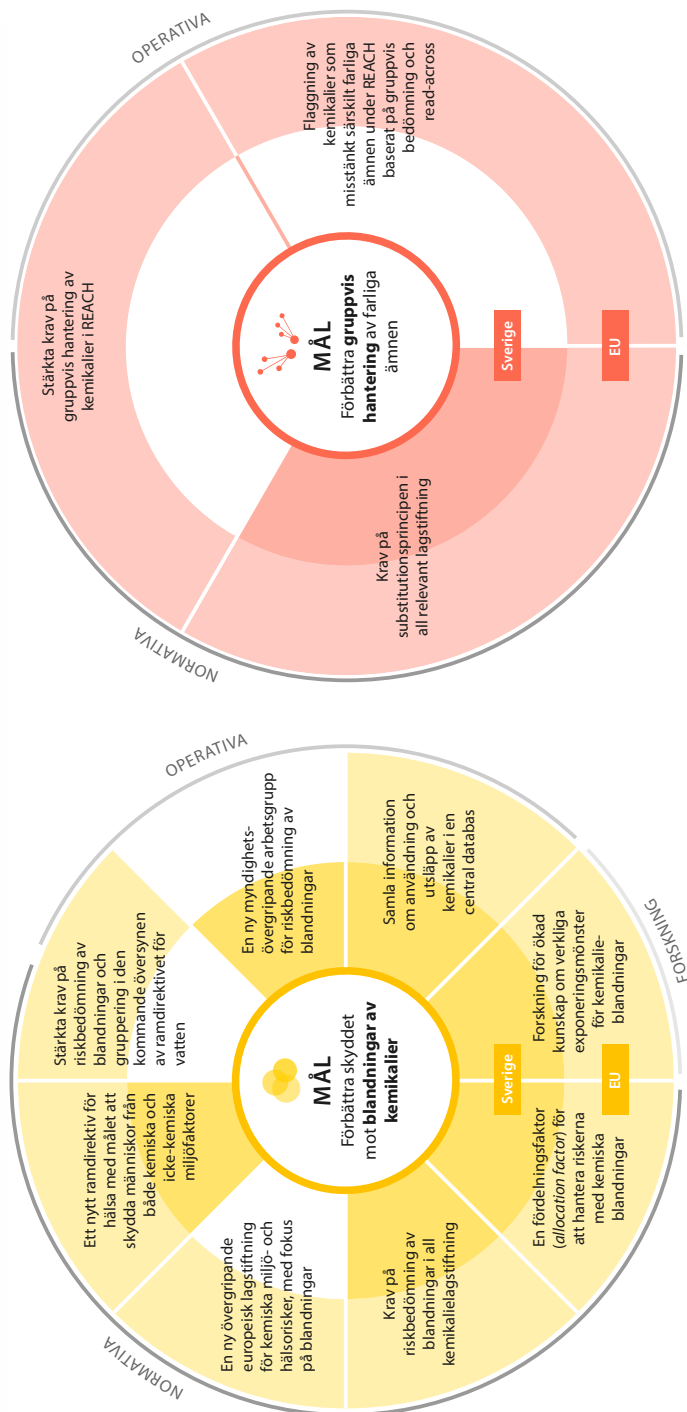 NORMATIVA
OPERATIVA
FORSKNING
Ett nytt ramdirektiv för
hälsa med målet att
skydda människor från
både kemiska och
icke-kemiska
miljöfaktorer
Stärkta krav på
riskbedömning av
blandningar och
gruppering i den
kommande översynen
av ramdirektivet för
vatten
En ny övergripande
europeisk lagstiftning
för kemiska miljö- och
hälsorisker, med fokus
på blandningar
En ny myndighets-
övergripande arbetsgrupp
för riskbedömning av
blandningar
MÅL
Förbättra skyddet
mot blandningar av
kemikalier
Krav på
riskbedömning av
blandningar i all
kemikalielagstiftning
Samla information
om användning och
utsläpp av
kemikalier i en
central databas
Sverige
En fördelningsfaktor
(allocation factor) för
att hantera riskerna
med kemiska
blandningar
Forskning för ökad
kunskap om verkliga
exponeringsmönster
för kemikalie-
blandningar
EU
NORMATIVA
OPERATIVA
Stärkta krav på
gruppvis hantering av
kemikalier i REACH
Flaggning av
kemikalier som
misstänkt särskilt farliga
ämnen under REACH
baserat på gruppvis
bedömning och
read-across
MÅL
Förbättra gruppvis
hantering av farliga
ämnen
Krav på
substitutionsprincipen i
all relevant lagstiftning
Sverige
EU